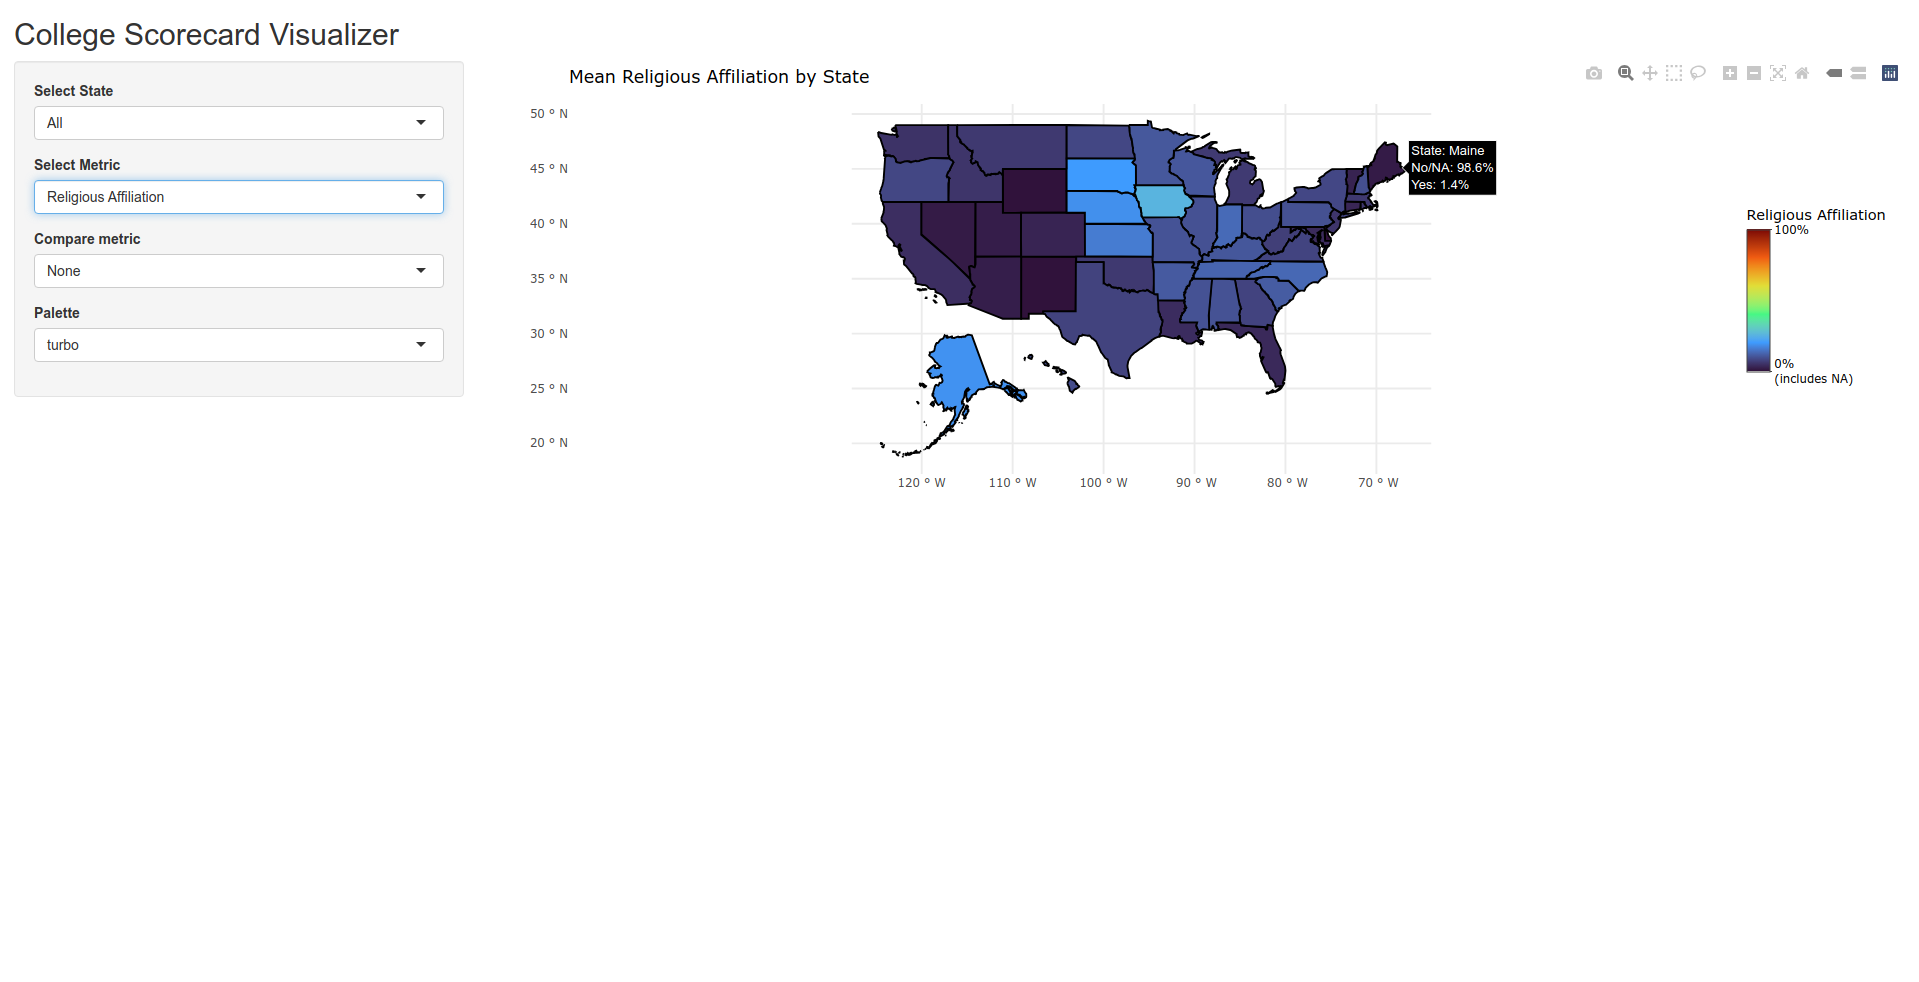 College Scorecard Visualizer
Select State
All
Select Metric
Religious Affiliation
Compare metric
None
Palette
turbo
Mean Religious Affiliation by State
50 ° N
45 ° N
40 ° N
35 ° N
30 ° N
25 ° N
20 ° N
120 ° W
110 ° W
100 ° W
90 ° W
80 ° W
70 ° W
State: Maine
No/NA: 98.6%
Yes: 1.4%
Religious Affiliation
100%
0%
(includes NA)